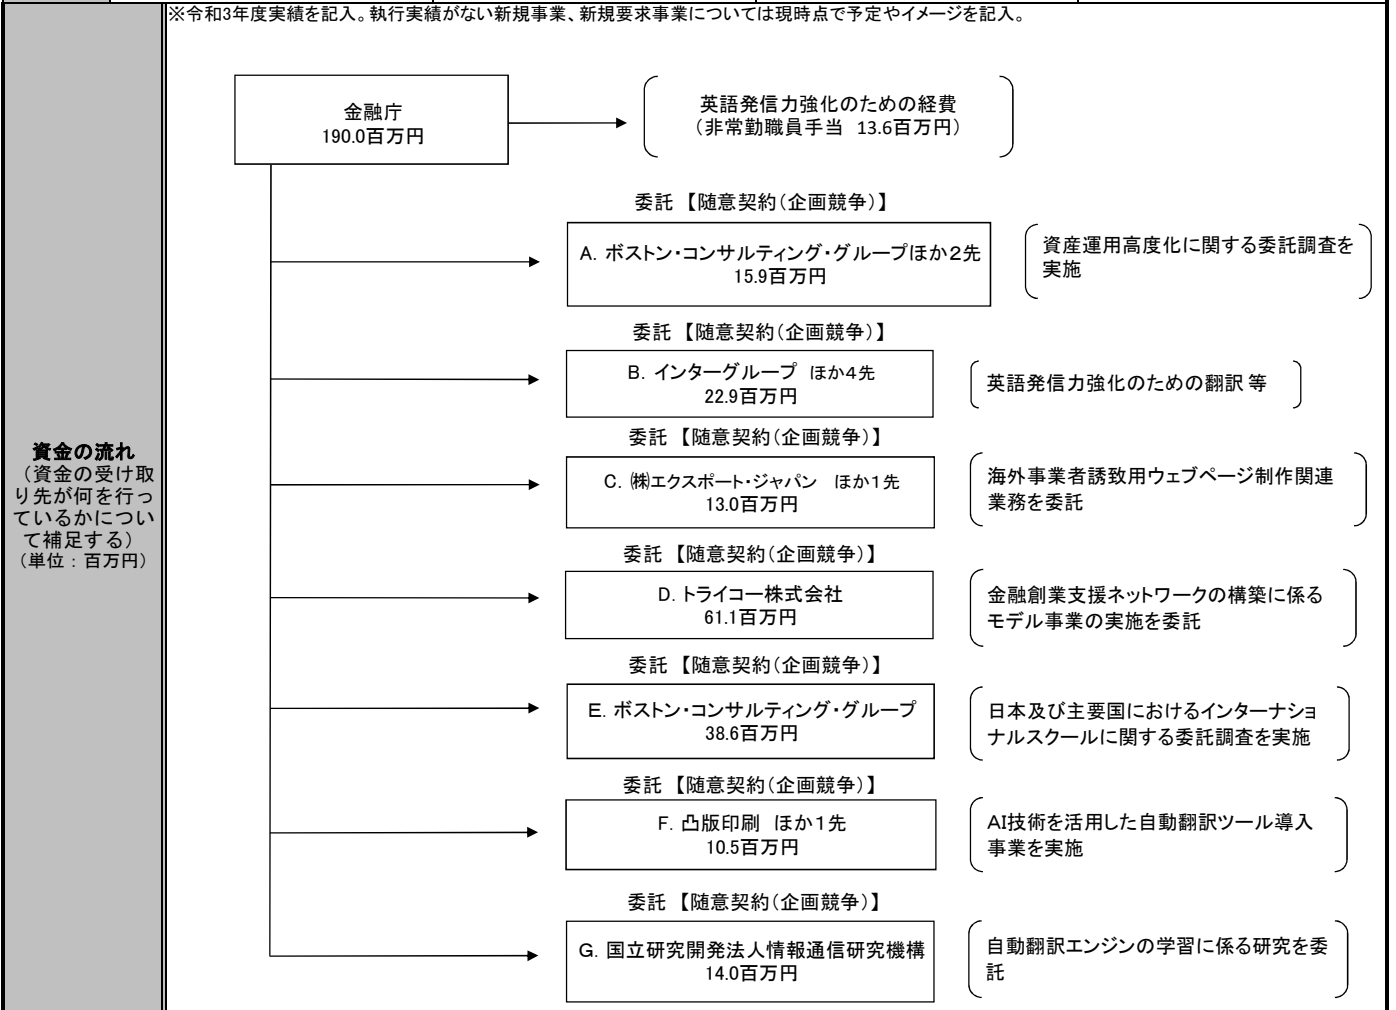 ※令和3年度実績を記入。執行実績がない新規事業、新規要求事業については現時点で予定やイメージを記入。
資金の流れ
（資金の受け取
り先が何を行っ
ているかについ
て補足する）
（単位：百万円）
金融庁
190.0百万円
英語発信力強化のための経費
（非常勤職員手当　13.6百万円）
委託 【随意契約（企画競争）】
A. ボストン・コンサルティング・グループほか２先
15.9百万円
資産運用高度化に関する委託調査を
実施
委託 【随意契約（企画競争）】
B. インターグループ　ほか４先
22.9百万円
英語発信力強化のための翻訳 等
委託 【随意契約（企画競争）】
C. ㈱エクスポート・ジャパン　ほか１先
13.0百万円
海外事業者誘致用ウェブページ制作関連
業務を委託
委託 【随意契約（企画競争）】
D. トライコー株式会社
61.1百万円
金融創業支援ネットワークの構築に係る
モデル事業の実施を委託
委託 【随意契約（企画競争）】
E. ボストン・コンサルティング・グループ
38.6百万円
日本及び主要国におけるインターナショ
ナルスクールに関する委託調査を実施
委託 【随意契約（企画競争）】
F. 凸版印刷　ほか１先
10.5百万円
AI技術を活用した自動翻訳ツール導入
事業を実施
委託 【随意契約（企画競争）】
G. 国立研究開発法人情報通信研究機構
14.0百万円
自動翻訳エンジンの学習に係る研究を委
託